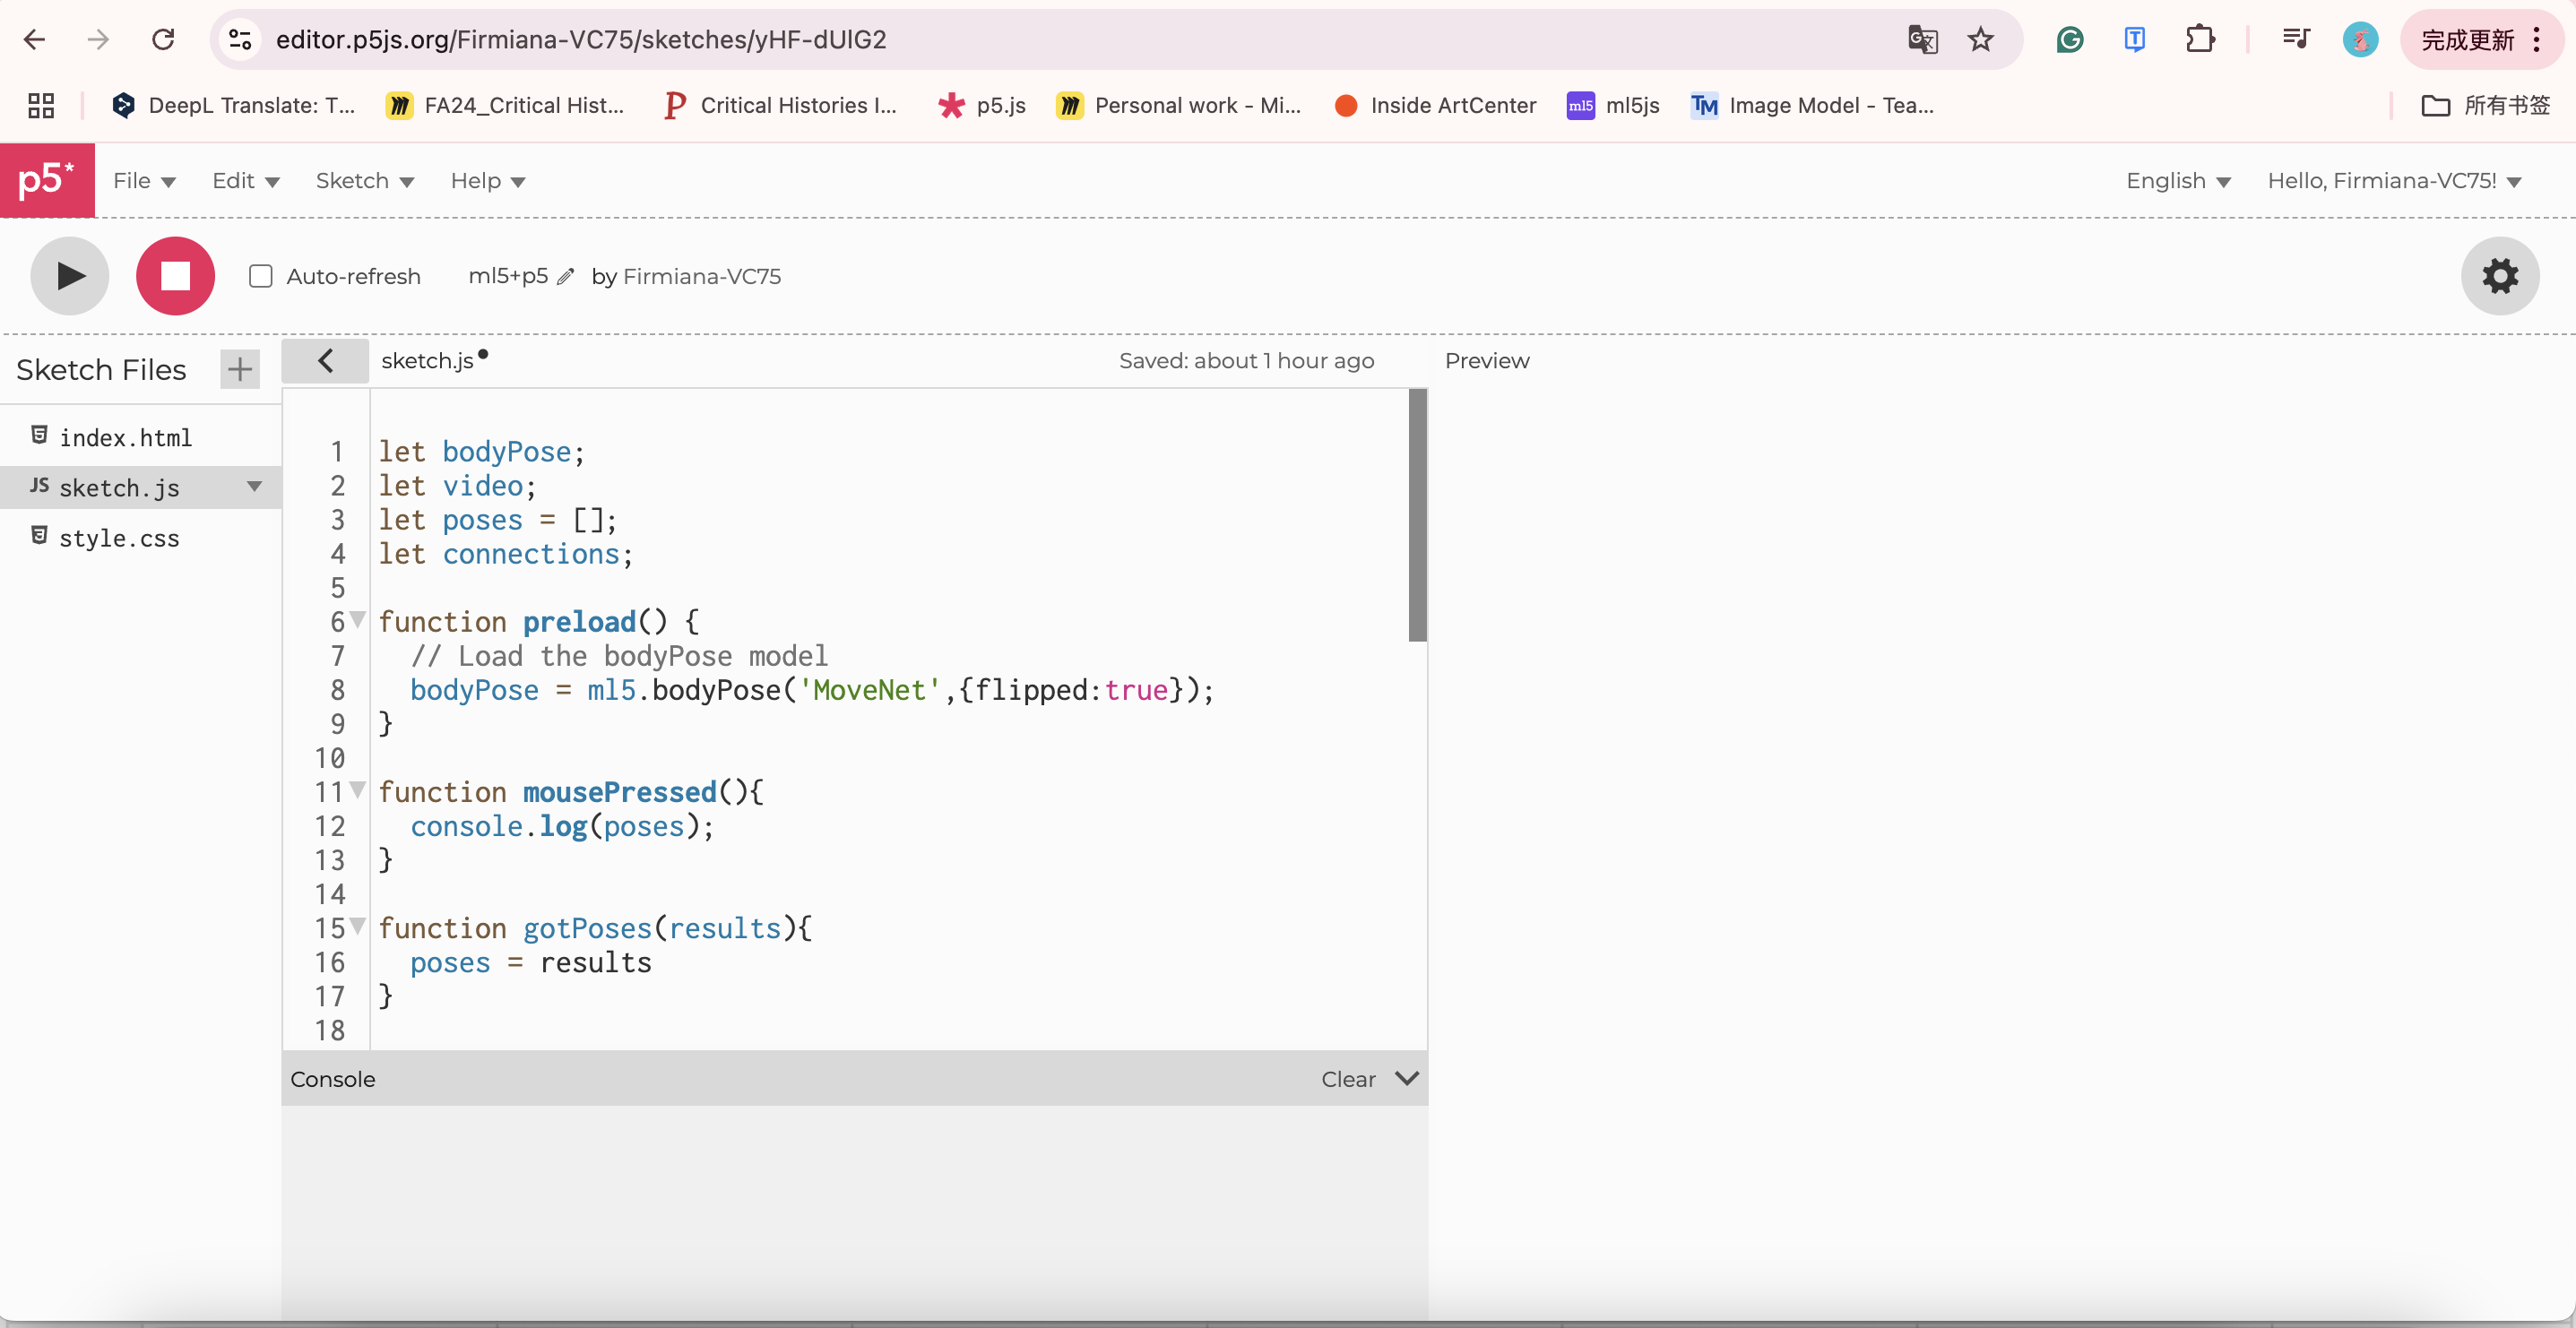 editor.p5js.org/Firmiana-VC75/sketches/yHF-dUlG2
完成更新
DeepL Translate: T...
FA24_Critical Hist...
Critical Histories I...
p5.js
Personal work - Mi...
Inside ArtCenter
ml5 ml5js
TM Image Model - Tea...
所有书签
p5* File Edit Sketch Help English Hello, Firmiana-VC75!
Auto-refresh ml5+p5 by Firmiana-VC75
Sketch Files + sketch.js Saved: about 1 hour ago Preview
index.html
JS sketch.js
style.css
1 let bodyPose;
2 let video;
3 let poses = [];
4 let connections;
5
6 function preload() {
7 // Load the bodyPose model
8 bodyPose = ml5.bodyPose('MoveNet',{flipped:true});
9 }
10
11 function mousePressed(){
12 console.log(poses);
13 }
14
15 function gotPoses(results){
16 poses = results
17 }
18
Console Clear